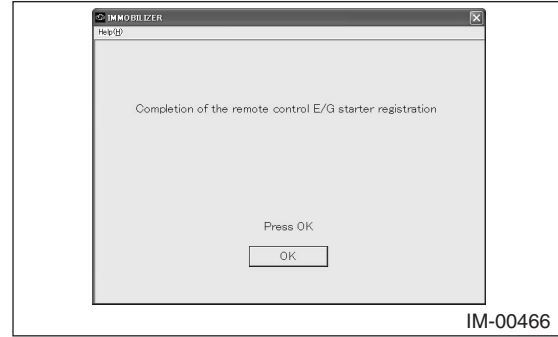 IMMOBILIZER
Help(H)
Completion of the remote control E/G starter registration
Press OK
OK
IM-00466